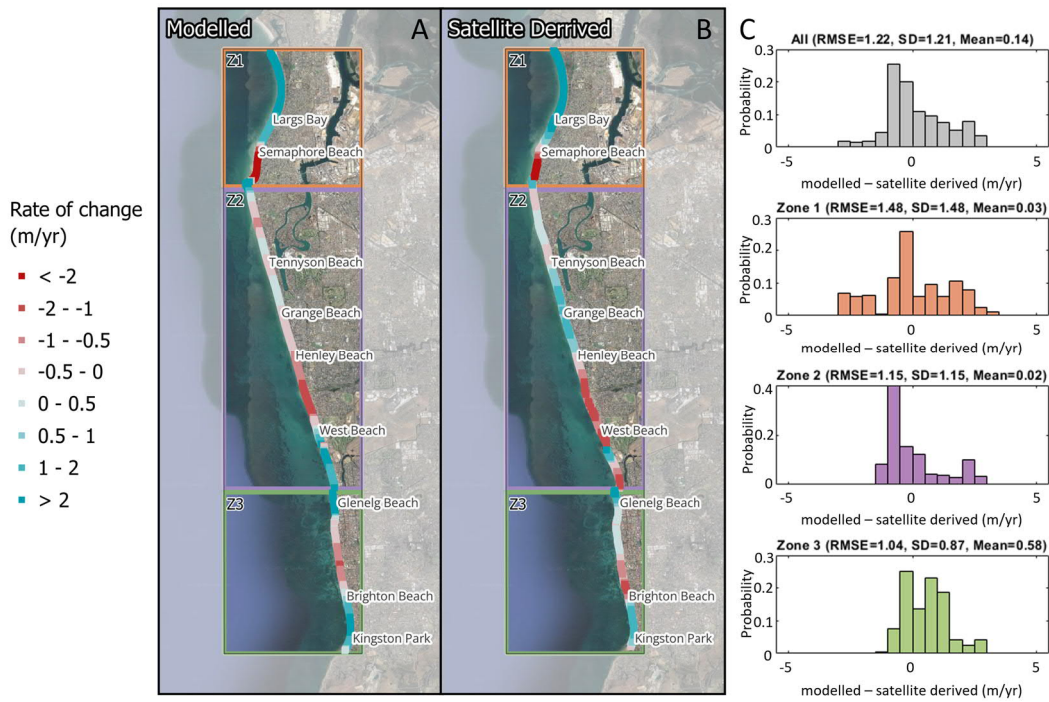 Rate of change
(m/yr)
< -2
-2 - -1
-1 - -0.5
-0.5 - 0
0 - 0.5
0.5 - 1
1 - 2
> 2
Modelled
A
Z1
Largs Bay
Semaphore Beach
Z2
Tennyson Beach
Grange Beach
Henley Beach
West Beach
Z3
Glenelg Beach
Brighton Beach
Kingston Park
Satellite Derrived
B
Z1
Largs Bay
Semaphore Beach
Z2
Tennyson Beach
Grange Beach
Henley Beach
West Beach
Z3
Glenelg Beach
Brighton Beach
Kingston Park
C
All (RMSE=1.22, SD=1.21, Mean=0.14)
Probability
0.3
0.2
0.1
0
-5
0
5
modelled – satellite derived (m/yr)
Zone 1 (RMSE=1.48, SD=1.48, Mean=0.03)
Probability
0.3
0.2
0.1
0
-5
0
5
modelled – satellite derived (m/yr)
Zone 2 (RMSE=1.15, SD=1.15, Mean=0.02)
Probability
0.4
0.2
0
-5
0
5
modelled – satellite derived (m/yr)
Zone 3 (RMSE=1.04, SD=0.87, Mean=0.58)
Probability
0.3
0.2
0.1
0
-5
0
5
modelled – satellite derived (m/yr)